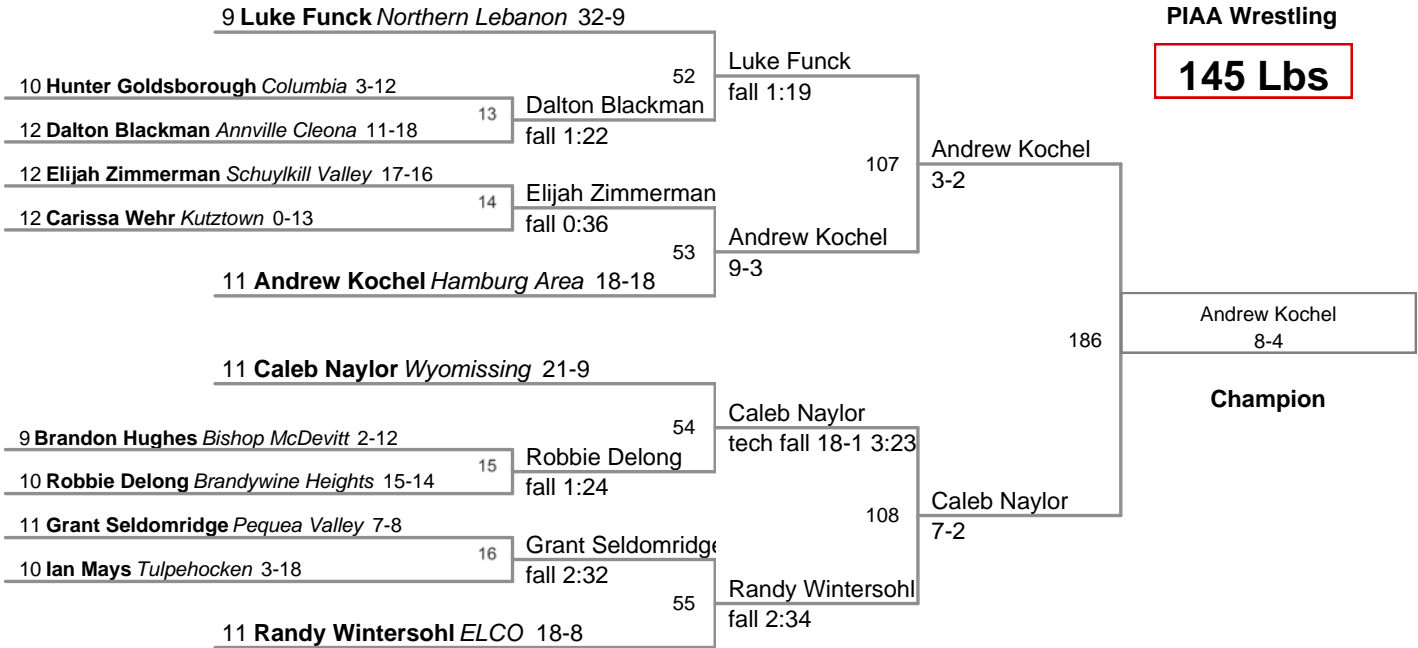 9 Luke Funck Northern Lebanon 32-9
PIAA Wrestling
145 Lbs
52
Luke Funck
fall 1:19
10 Hunter Goldsborough Columbia 3-12
13
Dalton Blackman
fall 1:22
12 Dalton Blackman Annville Cleona 11-18
107
Andrew Kochel
3-2
12 Elijah Zimmerman Schuylkill Valley 17-16
14
Elijah Zimmerman
fall 0:36
12 Carissa Wehr Kutztown 0-13
53
Andrew Kochel
9-3
11 Andrew Kochel Hamburg Area 18-18
186
Andrew Kochel
8-4
Champion
11 Caleb Naylor Wyomissing 21-9
54
Caleb Naylor
tech fall 18-1 3:23
9 Brandon Hughes Bishop McDevitt 2-12
15
Robbie Delong
fall 1:24
10 Robbie Delong Brandywine Heights 15-14
108
Caleb Naylor
7-2
11 Grant Seldomridge Pequea Valley 7-8
16
Grant Seldomridge
fall 2:32
10 Ian Mays Tulpehocken 3-18
55
Randy Wintersohl
fall 2:34
11 Randy Wintersohl ELCO 18-8